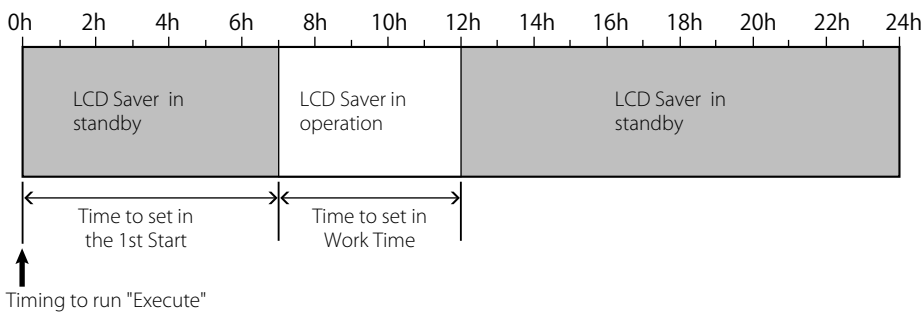 0h 2h 4h 6h 8h 10h 12h 14h 16h 18h 20h 22h 24h
LCD Saver in
standby
LCD Saver in
operation
LCD Saver in
standby
Time to set in
the 1st Start
Time to set in
Work Time
Timing to run "Execute"